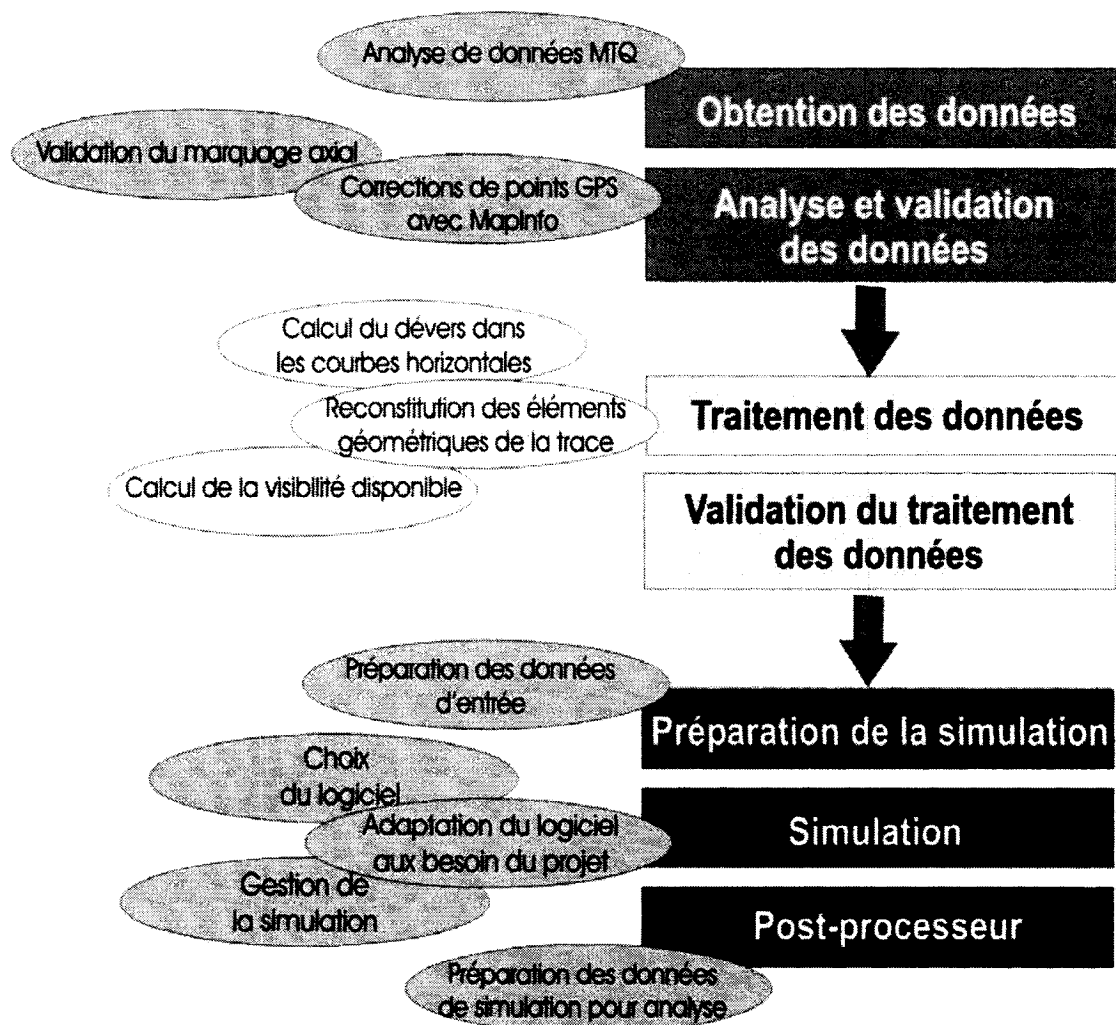 Analyse de données MTQ
Obtention des données
Validation du marquage axial
Corrections de points GPS
avec MapInfo
Analyse et validation
des données
Calcul du dévers dans
les courbes horizontales
Reconstitution des éléments
géométriques de la trace
Traitement des données
Calcul de la visibilité disponible
Validation du traitement
des données
Préparation des données
d'entrée
Préparation de la simulation
Choix
du logiciel
Adaptation du logiciel
aux besoin du projet
Simulation
Gestion de
la simulation
Post-processeur
Préparation des données
de simulation pour analyse